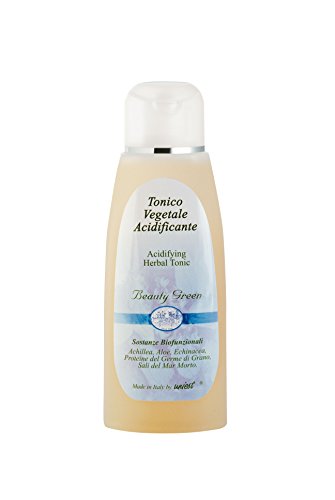 Tonico
Vegetale
Acidificante
Acidifying
Herbal Tonic
Beauty Green
Sostanze Biofunzionali
Achillea, Aloe, Echinacea,
Proteine del Germe di Grano,
Sali del Mar Morto.
Made in Italy by uniest ®